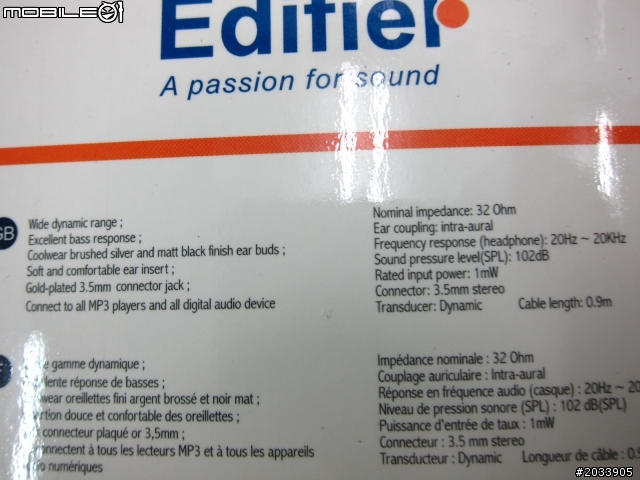 MOBILE01
Edifier
A passion for sound
GB
Wide dynamic range ;
Excellent bass response ;
Coolwear brushed silver and matt black finish ear buds ;
Soft and comfortable ear insert ;
Gold-plated 3.5mm connector jack ;
Connect to all MP3 players and all digital audio device
Nominal impedance: 32 Ohm
Ear coupling: intra-aural
Frequency response (headphone): 20Hz ~ 20KHz
Sound pressure level(SPL): 102dB
Rated input power: 1mW
Connector: 3.5mm stereo
Transducer: Dynamic Cable length: 0.9m
gamme dynamique ;
réponse de basses ;
oreillettes fini argent brossé et noir mat ;
douce et confortable des oreillettes ;
connecteur plaqué or 3,5mm ;
à tous les lecteurs MP3 et à tous les appareils
numériques
Impédance nominale : 32 Ohm
Couplage auriculaire : Intra-aural
Réponse en fréquence audio (casque) : 20Hz ~
Niveau de pression sonore (SPL) : 102 dB(SPL)
Puissance d'entrée de taux : 1mW
Connecteur : 3.5 mm stereo
Transducteur : Dynamic Longueur de câble :
#2033905